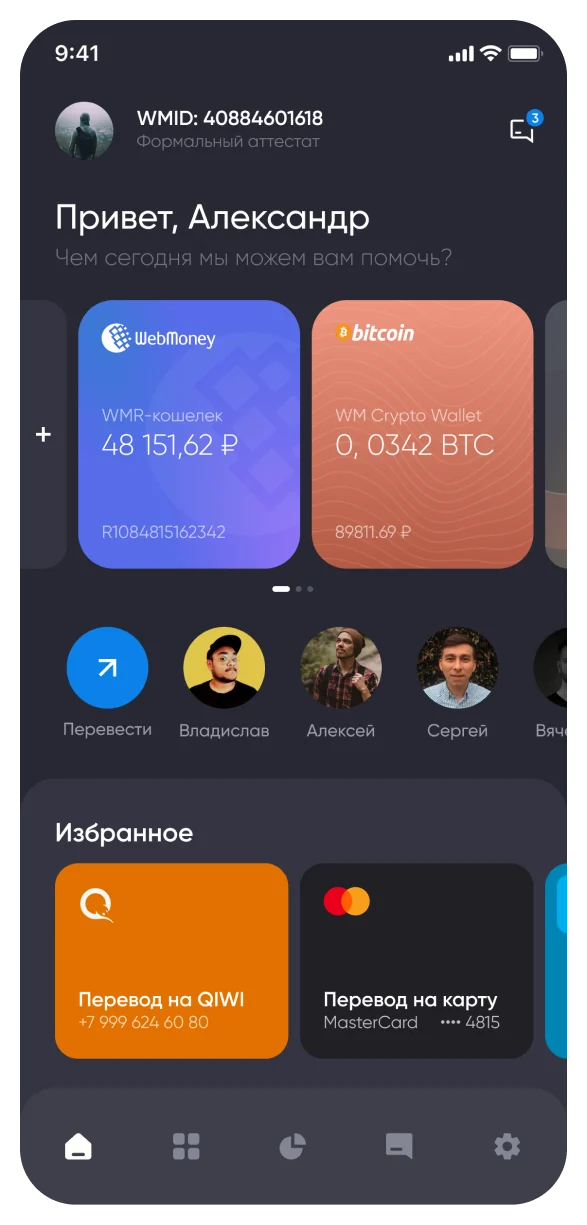 9:41
WMID: 40884601618
Формальный аттестат
3
Привет, Александр
Чем сегодня мы можем вам помочь?
+
WebMoney
WMR-кошелек
48 151,62 ₽
R1084815162342
bitcoin
WM Crypto Wallet
0, 0342 BTC
89811.69 ₽
Перевести
Владислав
Алексей
Сергей
Вяче
Избранное
Перевод на QIWI
+7 999 624 60 80
Перевод на карту
MasterCard •••• 4815